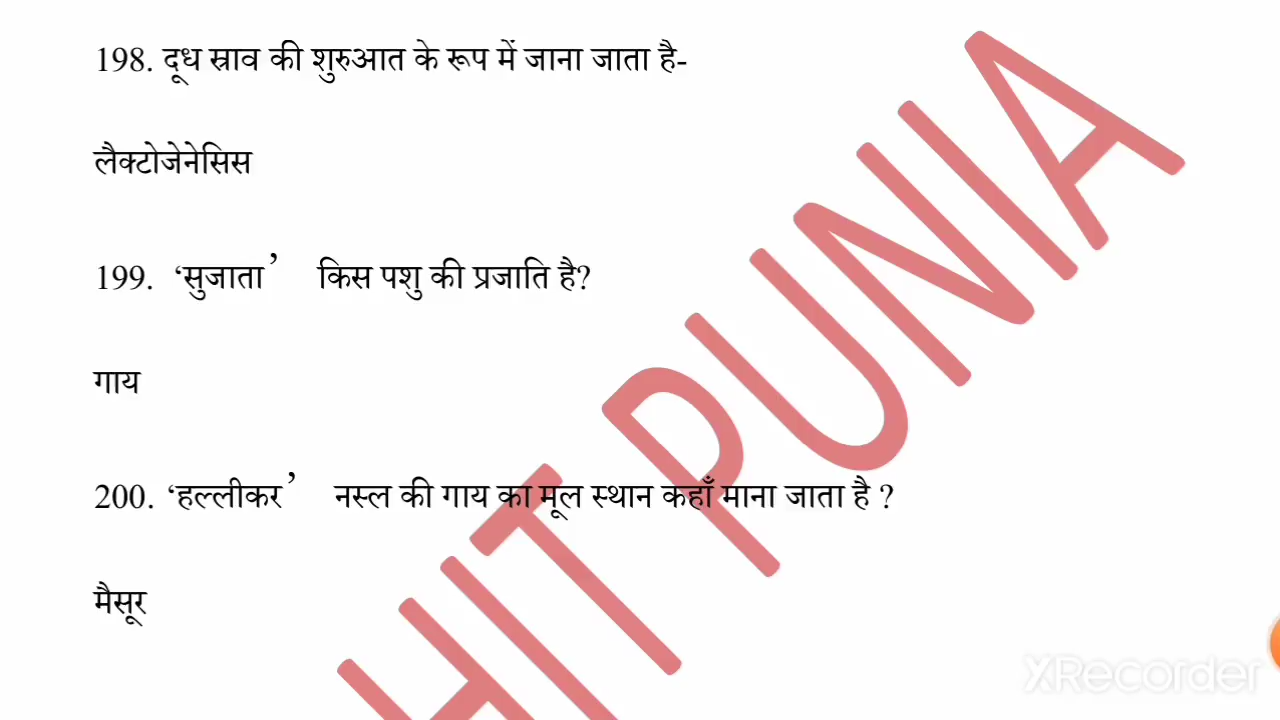 198. दूध स्राव की शुरुआत के रूप में जाना जाता है-
लैक्टोजेनेसिस
199. ‘सुजाता’ किस पशु की प्रजाति है?
गाय
200. ‘हल्लीकर’ नस्ल की गाय का मूल स्थान कहाँ माना जाता है ?
मैसूर
HIT PUNIA
XRecorder